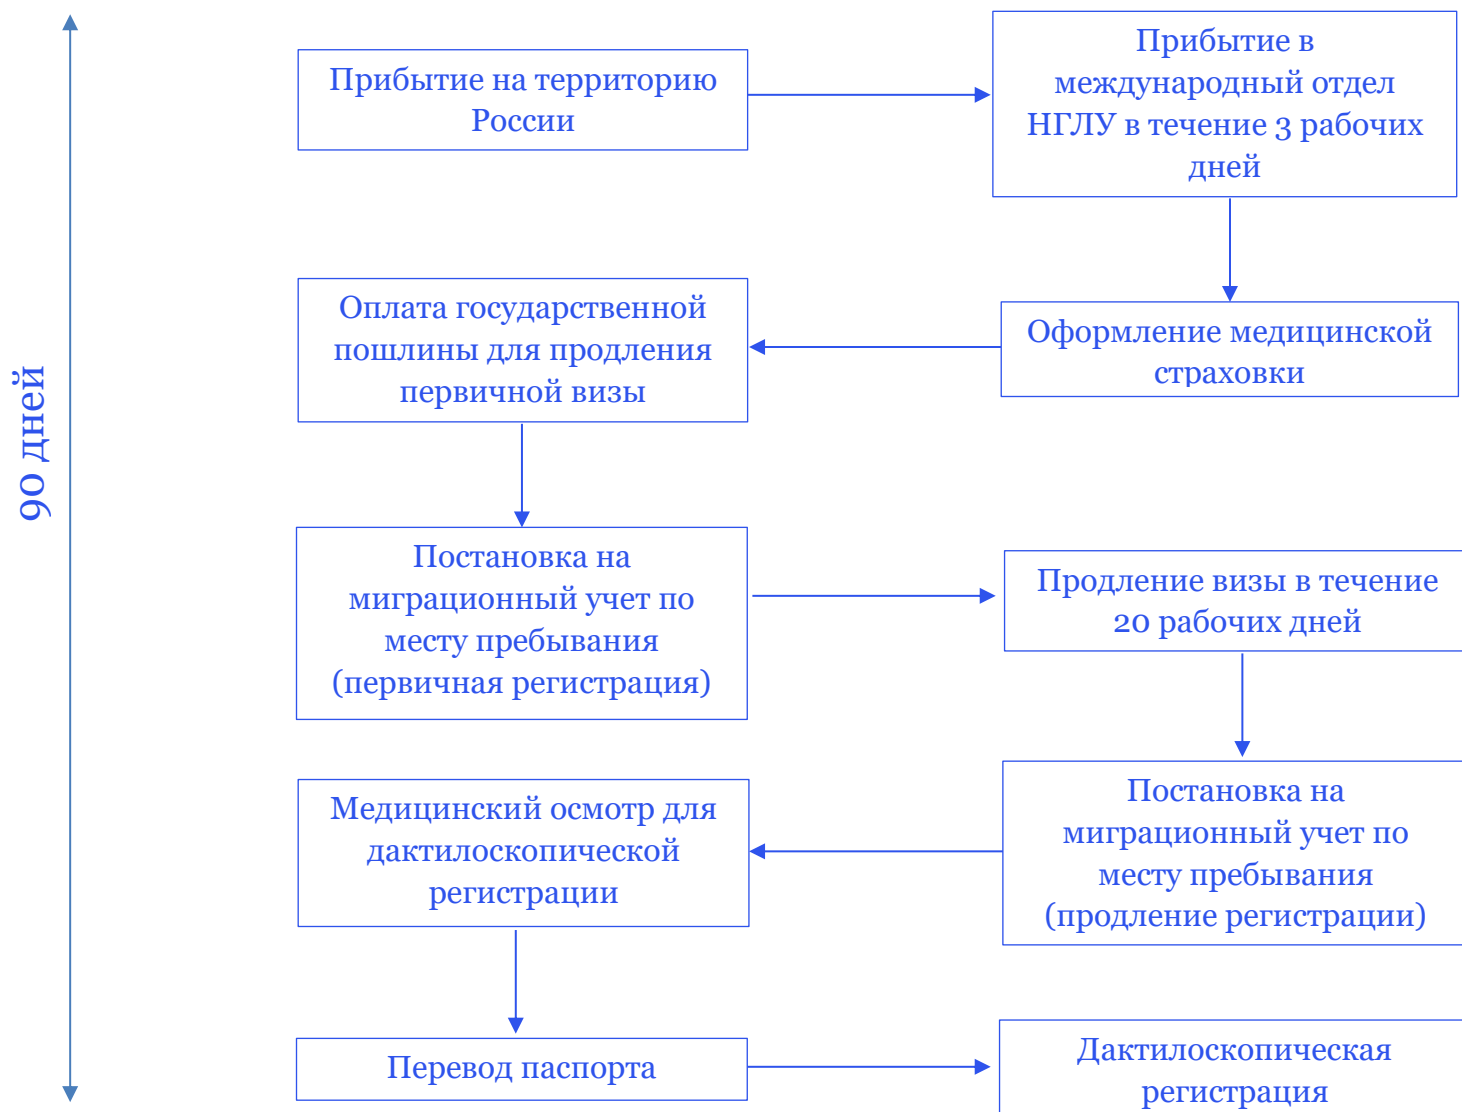 90 дней
Прибытие на территорию
России
Прибытие в
международный отдел
НГЛУ в течение 3 рабочих
дней
Оформление медицинской
страховки
Оплата государственной
пошлины для продления
первичной визы
Постановка на
миграционный учет по
месту пребывания
(первичная регистрация)
Продление визы в течение
20 рабочих дней
Постановка на
миграционный учет по
месту пребывания
(продление регистрации)
Медицинский осмотр для
дактилоскопической
регистрации
Перевод паспорта
Дактилоскопическая
регистрация